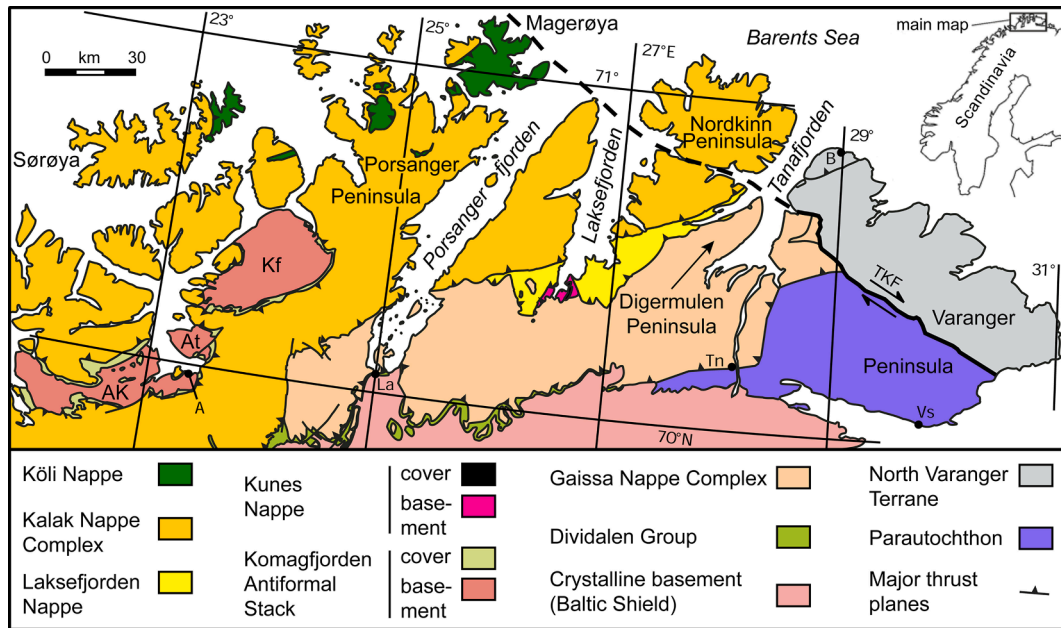 23°
25°
Magerøya
Barents Sea
main map
Scandinavia
0 30
km
27°E
71°
Nordkinn
Peninsula
Tanafjorden
29°
B
Sørøya
Porsanger
Peninsula
Porsanger fjorden
Laksefjorden
Kf
Digermulen
Peninsula
TKF
31°
Varanger
Peninsula
At
AK
A
La
Tn
Vs
70°N
Köli Nappe
Kalak Nappe
Complex
Laksefjorden
Nappe
Kunes
Nappe
cover
base-
ment
Komagfjorden
Antiformal
Stack
cover
base-
ment
Gaissa Nappe Complex
Dividalen Group
Crystalline basement
(Baltic Shield)
North Varanger
Terrane
Parautochthon
Major thrust
planes